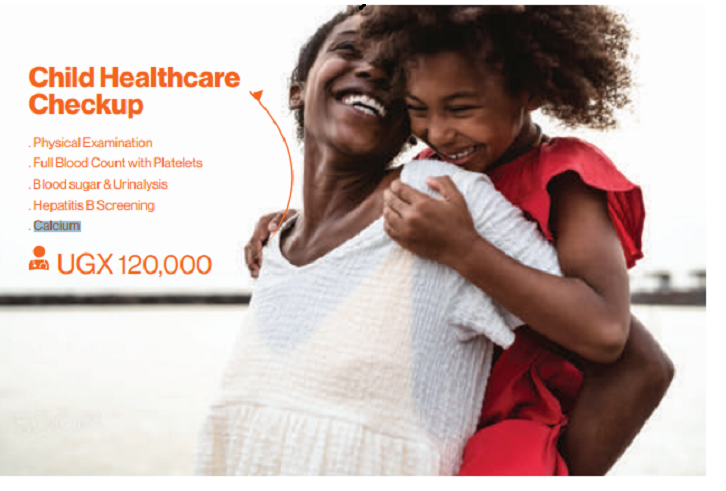 Child Healthcare
Checkup
. Physical Examination
. Full Blood Count with Platelets
. Blood sugar & Urinalysis
. Hepatitis B Screening
. Calcium
UGX 120,000